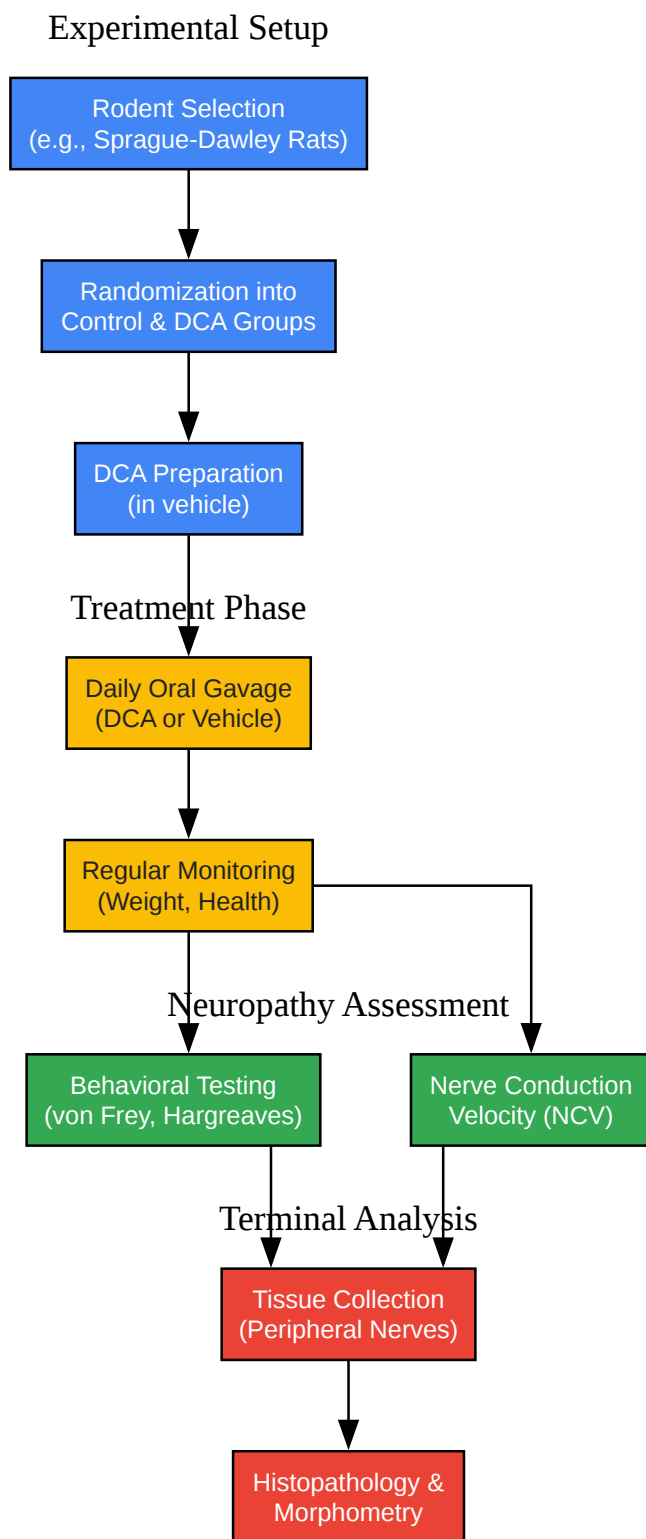 Experimental Setup
Rodent Selection
(e.g., Sprague-Dawley Rats)
Randomization into
Control & DCA Groups
DCA Preparation
(in vehicle)
Treatment Phase
Daily Oral Gavage
(DCA or Vehicle)
Regular Monitoring
(Weight, Health)
Neuropathy Assessment
Behavioral Testing
(von Frey, Hargreaves)
Nerve Conduction
Velocity (NCV)
Terminal Analysis
Tissue Collection
(Peripheral Nerves)
Histopathology &
Morphometry